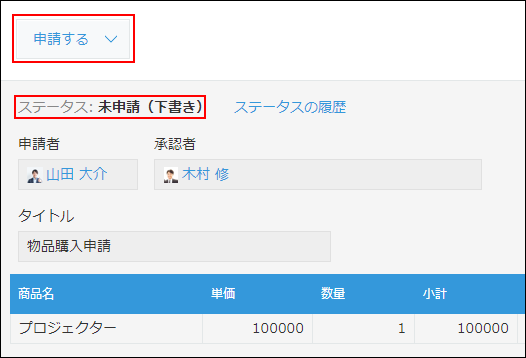 申請する
ステータス: 未申請（下書き） ステータスの履歴
申請者 承認者
山田 大介 木村 修
タイトル
物品購入申請
商品名 単価 数量 小計
プロジェクター 100000 1 100000